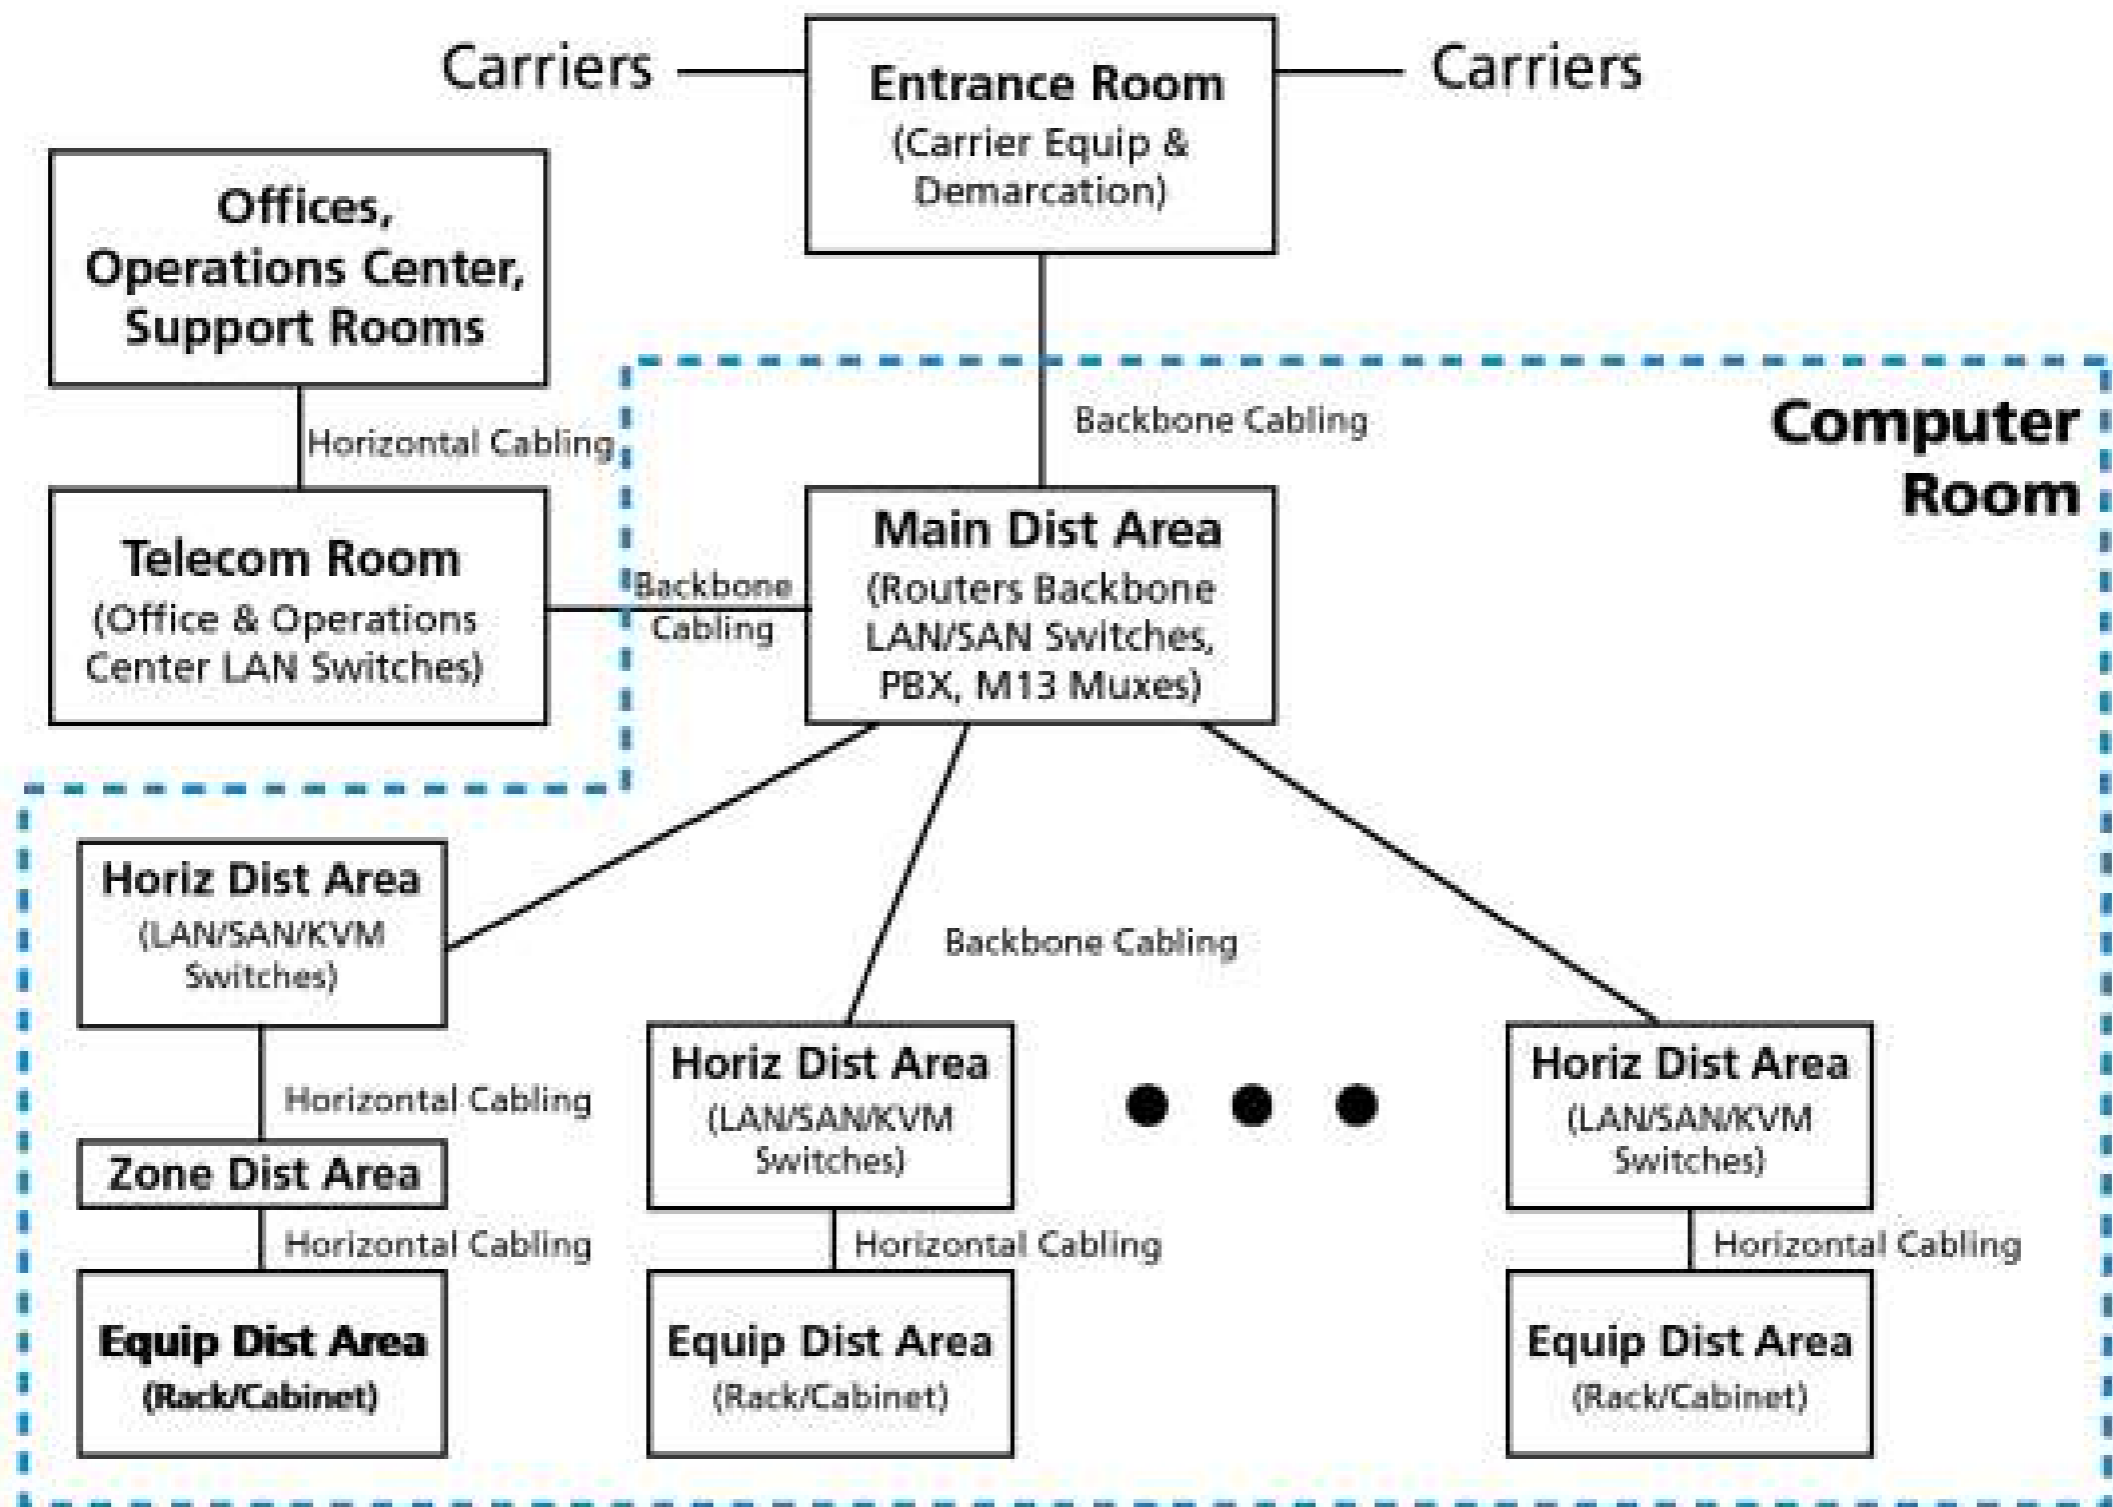 Carriers
Entrance Room
(Carrier Equip &
Demarcation)
Carriers
Offices,
Operations Center,
Support Rooms
Horizontal Cabling
Backbone Cabling
Computer
Room
Telecom Room
(Office & Operations
Center LAN Switches)
Backbone
Cabling
Main Dist Area
(Routers Backbone
LAN/SAN Switches,
PBX, M13 Muxes)
Horiz Dist Area
(LAN/SAN/KVM
Switches)
Backbone Cabling
Horizontal Cabling
Zone Dist Area
Horizontal Cabling
Equip Dist Area
(Rack/Cabinet)
Horiz Dist Area
(LAN/SAN/KVM
Switches)
Horizontal Cabling
Equip Dist Area
(Rack/Cabinet)
Horiz Dist Area
(LAN/SAN/KVM
Switches)
Horizontal Cabling
Equip Dist Area
(Rack/Cabinet)